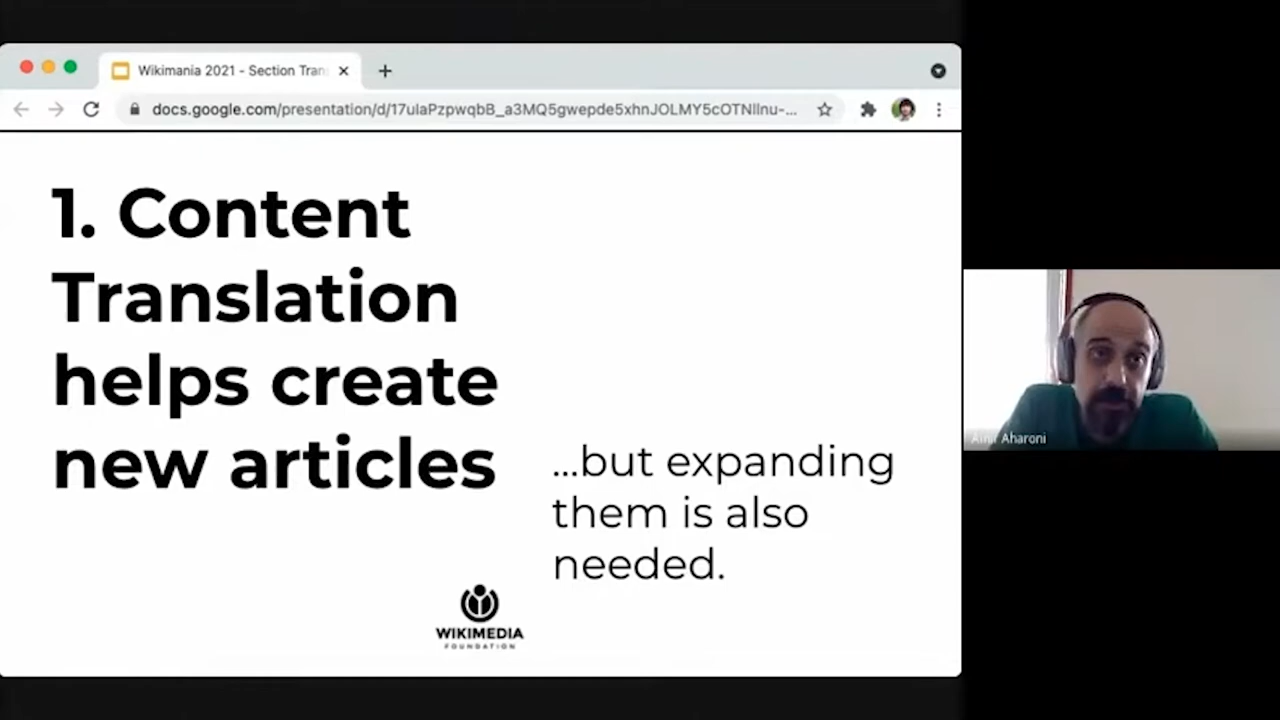 Wikimania 2021 - Section Tran
docs.google.com/presentation/d/17uIaPzpwqbB_a3MQ5gwepde5xhnJOLMY5cOTNIlnu-...
1. Content
Translation
helps create
new articles
...but expanding
them is also
needed.
WIKIMEDIA
FOUNDATION
Amir Aharoni